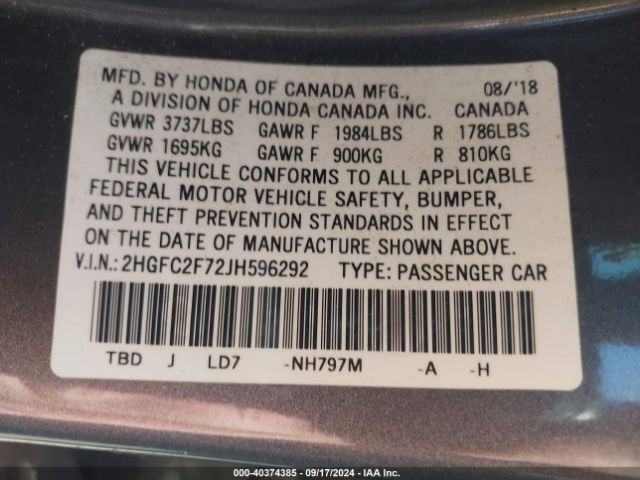 MFD. BY HONDA OF CANADA MFG., 08/'18
A DIVISION OF HONDA CANADA INC. CANADA
GVWR 3737LBS GAWR F 1984LBS R 1786LBS
GVWR 1695KG GAWR F 900KG R 810KG
THIS VEHICLE CONFORMS TO ALL APPLICABLE
FEDERAL MOTOR VEHICLE SAFETY, BUMPER,
AND THEFT PREVENTION STANDARDS IN EFFECT
ON THE DATE OF MANUFACTURE SHOWN ABOVE.
V.I.N.: 2HGFC2F72JH596292 TYPE: PASSENGER CAR
TBD J LD7 -NH797M -A -H
00-40374385 - 09/17/2024 - IAA Inc.